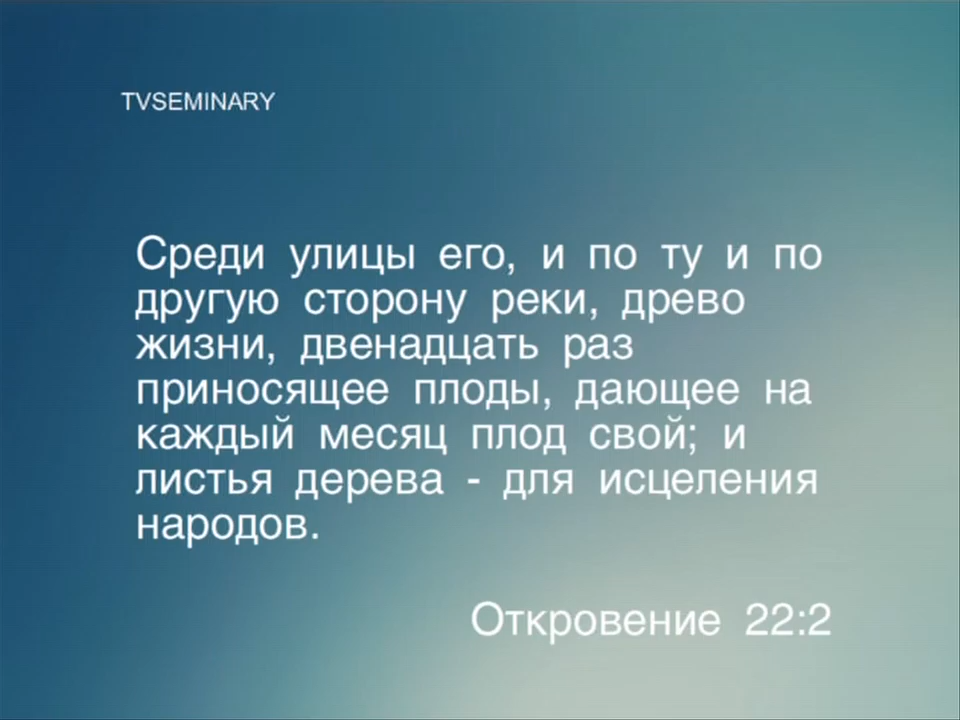 TVSEMINARY
Среди улицы его, и по ту и по
другую сторону реки, древо
жизни, двенадцать раз
приносящее плоды, дающее на
каждый месяц плод свой; и
листья дерева - для исцеления
народов.
Откровение 22:2